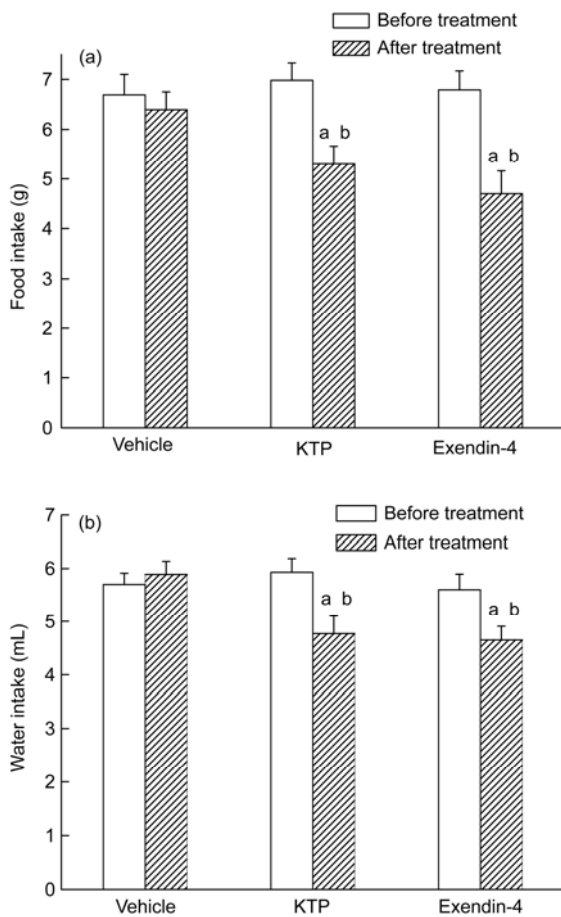 Before treatment
After treatment
(a)
7
6
5
4
3
2
1
0
Food intake (g)
a b
a b
Vehicle
KTP
Exendin-4
Before treatment
After treatment
(b)
7
6
5
4
3
2
1
0
Water intake (mL)
a b
a b
Vehicle
KTP
Exendin-4